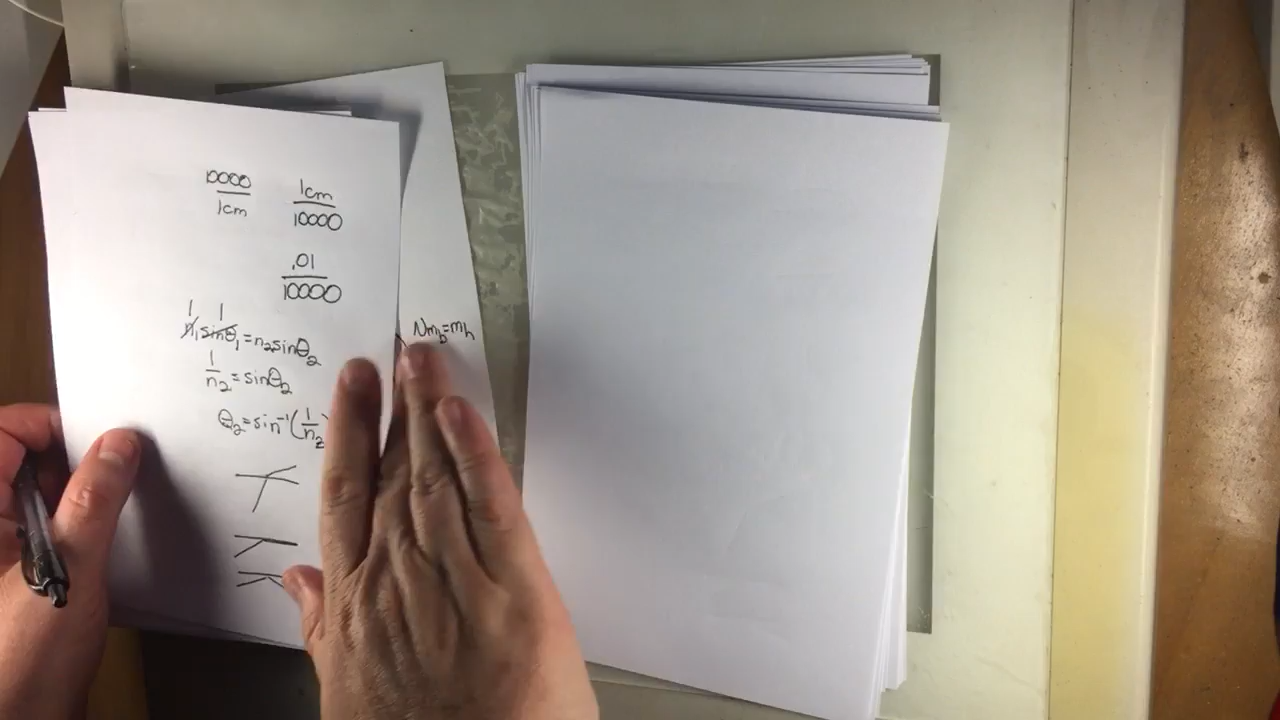 10000 / 1cm
1cm / 10000
.01 / 10000
1 1
n₁sinθ₁=n₂sinθ₂
1/n₂=sinθ₂
θ₂=sin⁻¹(1/n₂)
Nm_b=mh